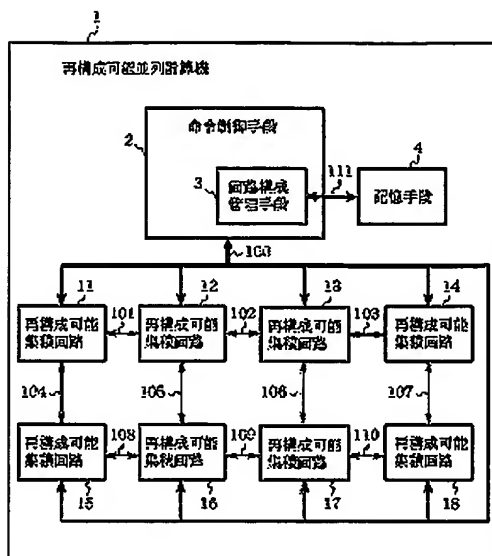 1
再構成可能並列計算機
命令制御手段
2
3
回路構成
管理手段
111
4
記憶手段
100
11
12
13
14
再構成可能
集積回路
101
再構成可能
集積回路
102
再構成可能
集積回路
103
再構成可能
集積回路
104
105
106
107
再構成可能
集積回路
108
再構成可能
集積回路
109
再構成可能
集積回路
110
再構成可能
集積回路
15
16
17
18